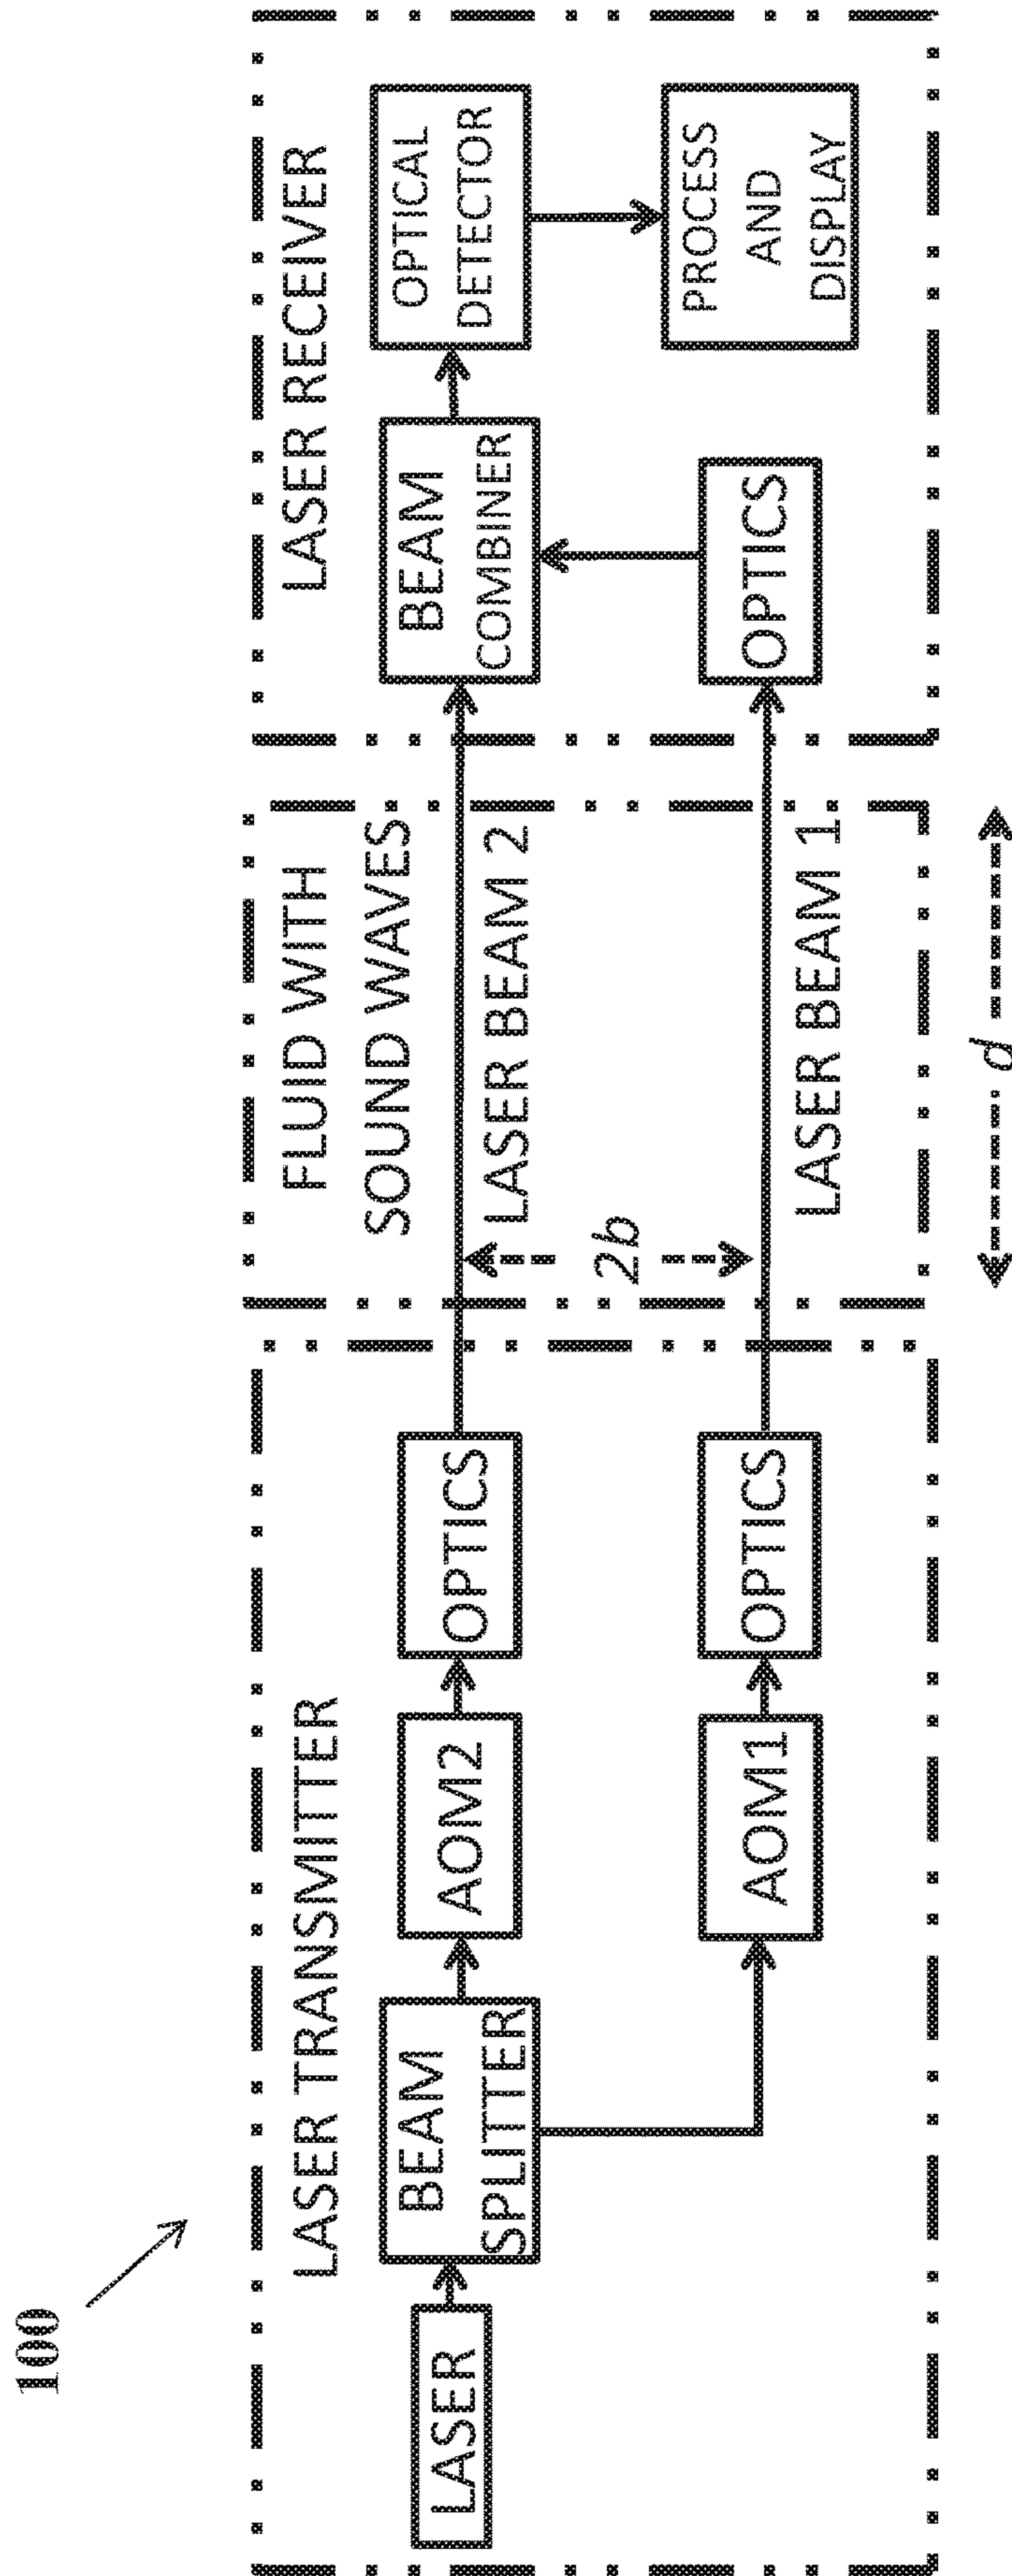 100
LASER TRANSMITTER
LASER
BEAM
SPLITTER
AOM2
OPTICS
AOM1
OPTICS
FLUID WITH
SOUND WAVES
LASER BEAM 2
2b
LASER BEAM 1
d
LASER RECEIVER
BEAM
COMBINER
OPTICS
OPTICAL
DETECTOR
PROCESS
AND
DISPLAY